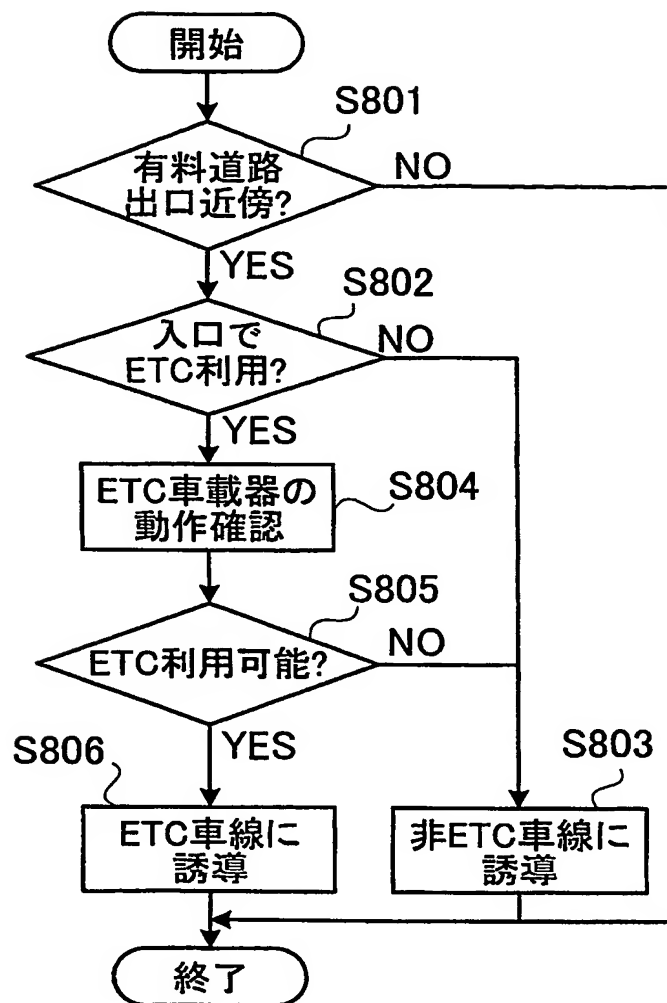 開始
S801
有料道路
出口近傍?
NO
YES
S802
入口で
ETC利用?
NO
YES
ETC車載器の
動作確認
S804
S805
ETC利用可能?
NO
YES
S806
S803
ETC車線に
誘導
非ETC車線に
誘導
終了